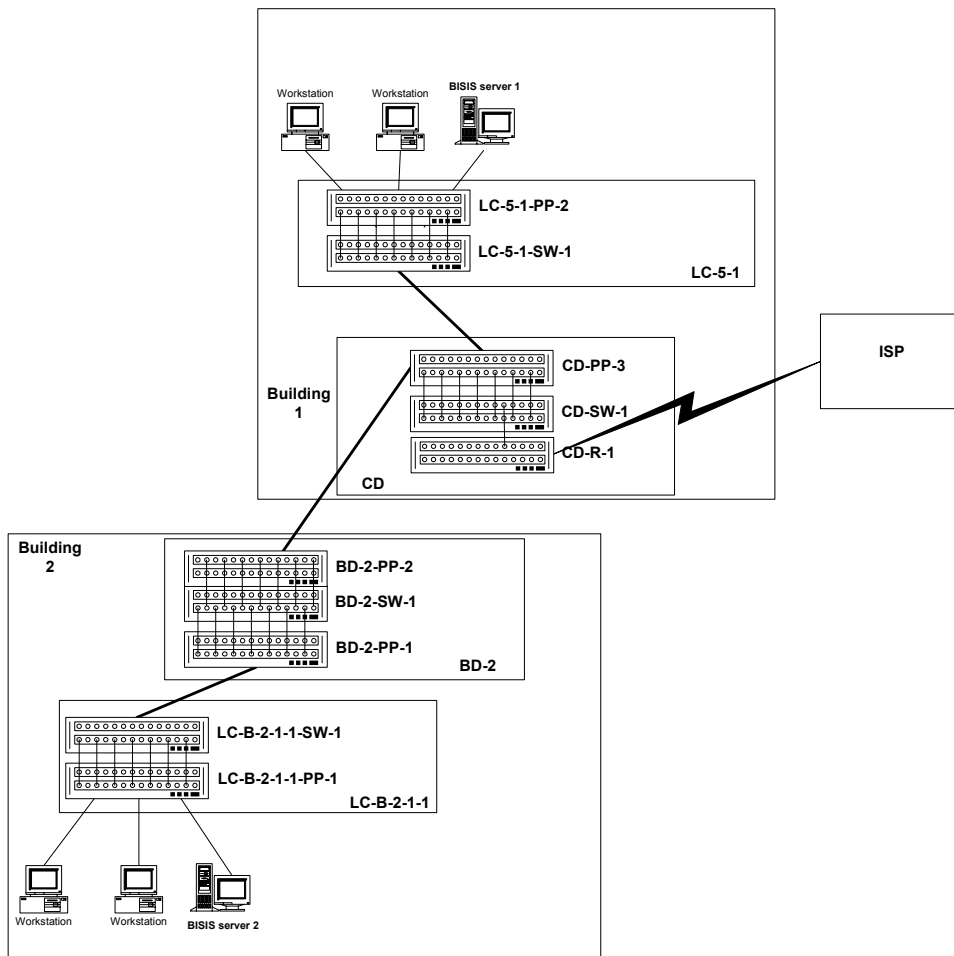 BISIS server 1
Workstation
Workstation
LC-5-1-PP-2
LC-5-1-SW-1
LC-5-1
CD-PP-3
ISP
Building
1
CD-SW-1
CD-R-1
CD
Building
2
BD-2-PP-2
BD-2-SW-1
BD-2-PP-1
BD-2
LC-B-2-1-1-SW-1
LC-B-2-1-1-PP-1
LC-B-2-1-1
Workstation
Workstation
BISIS server 2